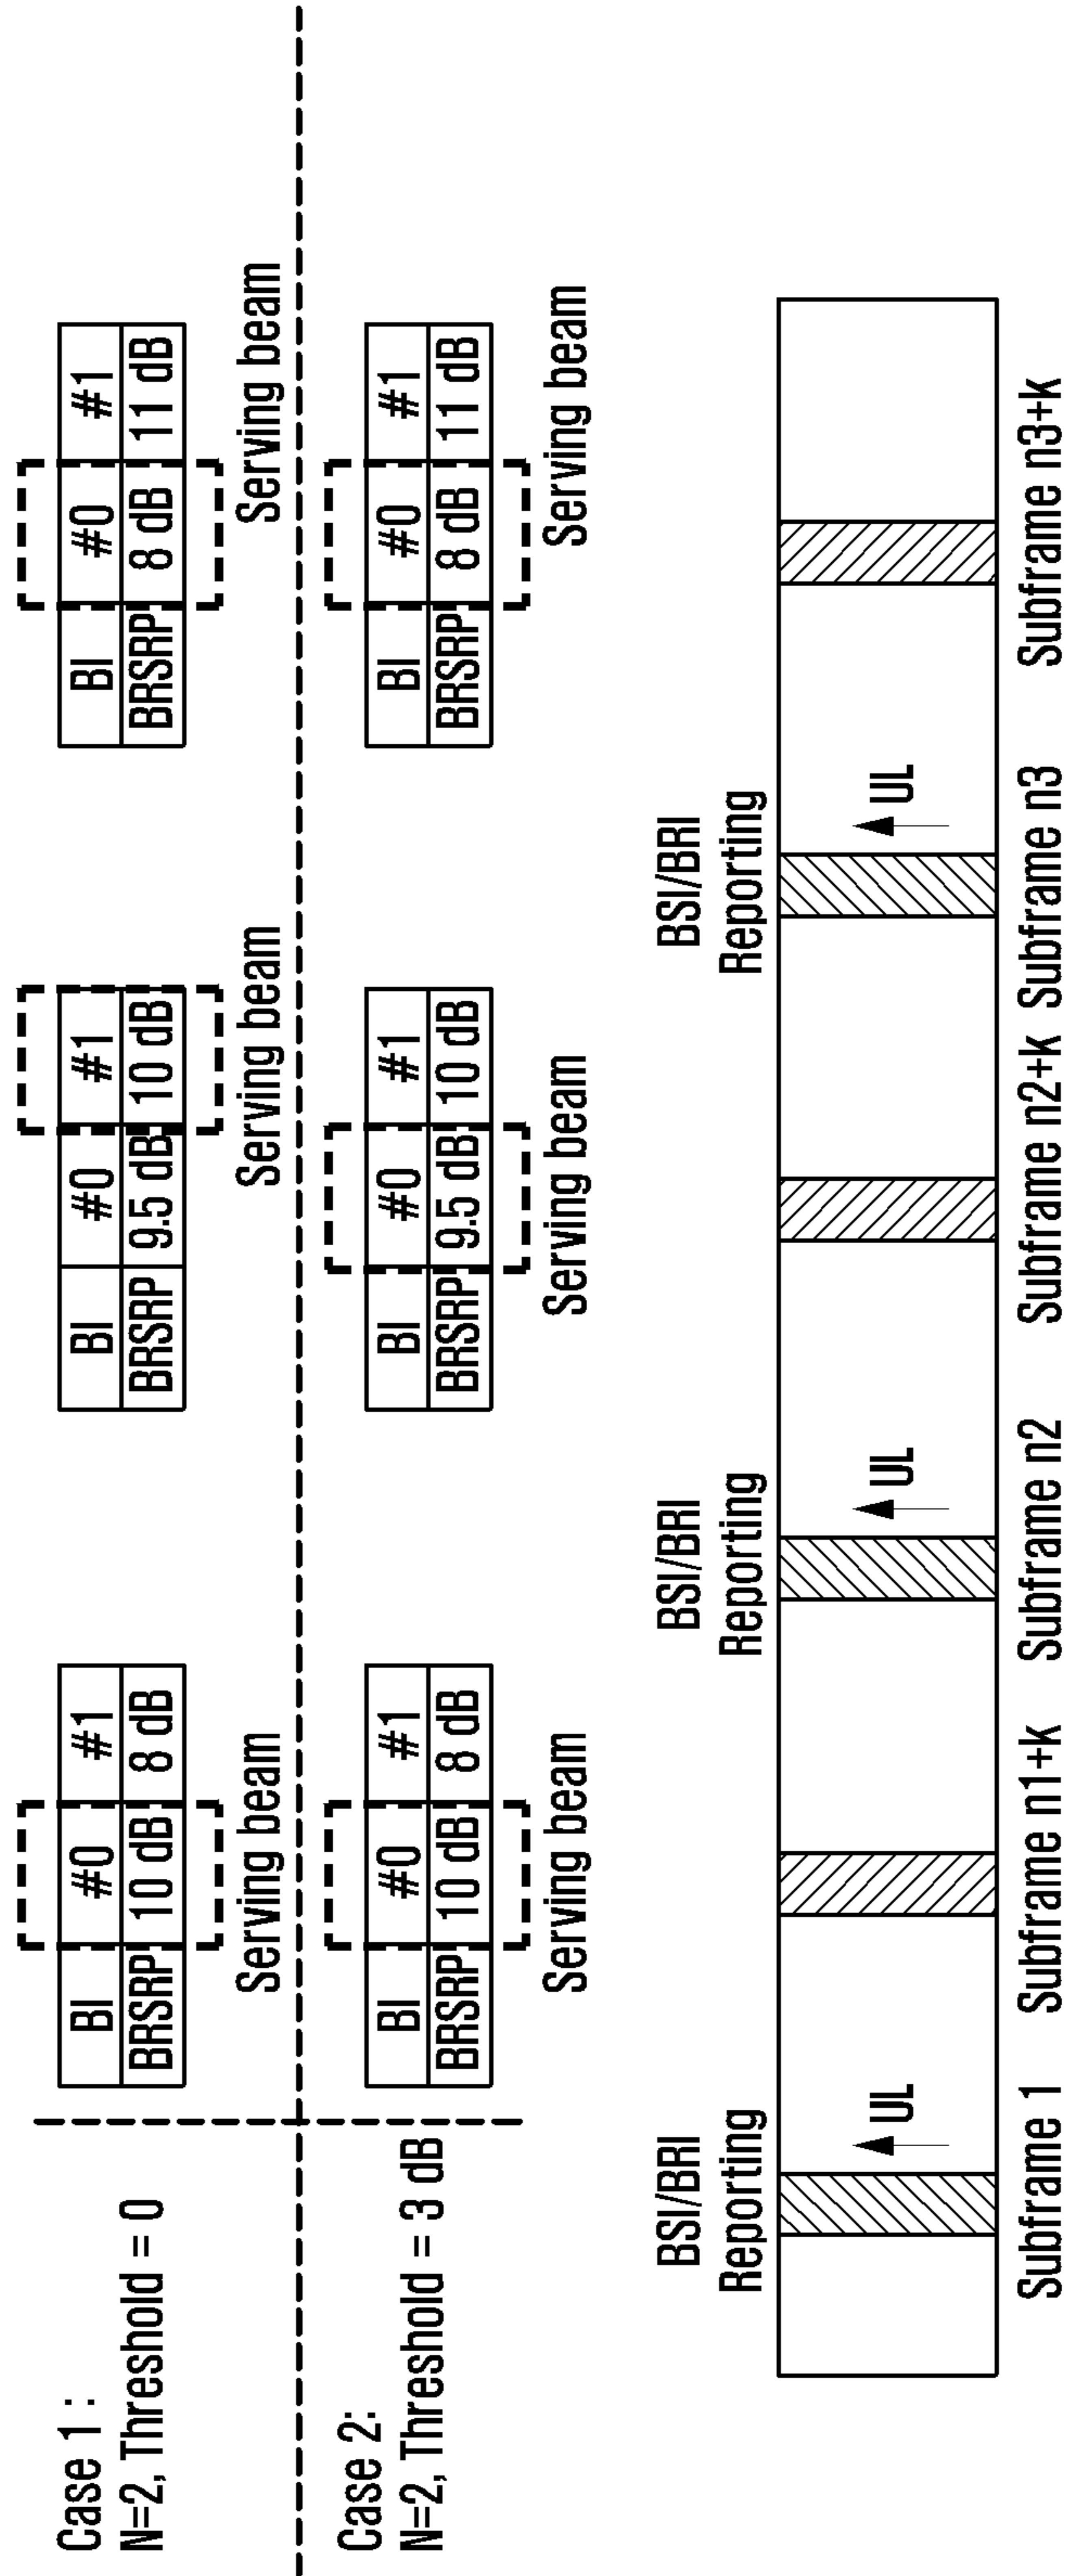 Case 1 :
N=2, Threshold = 0
BI #0 #1
BRSRP 10 dB 8 dB
Serving beam
BI #0 #1
BRSRP 9.5 dB 10 dB
Serving beam
BI #0 #1
BRSRP 8 dB 11 dB
Serving beam
Case 2:
N=2, Threshold = 3 dB
BI #0 #1
BRSRP 10 dB 8 dB
Serving beam
BI #0 #1
BRSRP 9.5 dB 10 dB
Serving beam
BI #0 #1
BRSRP 8 dB 11 dB
Serving beam
BSI/BRI
Reporting
UL
BSI/BRI
Reporting
UL
BSI/BRI
Reporting
UL
Subframe 1
Subframe n1+k
Subframe n2
Subframe n2+k
Subframe n3
Subframe n3+k